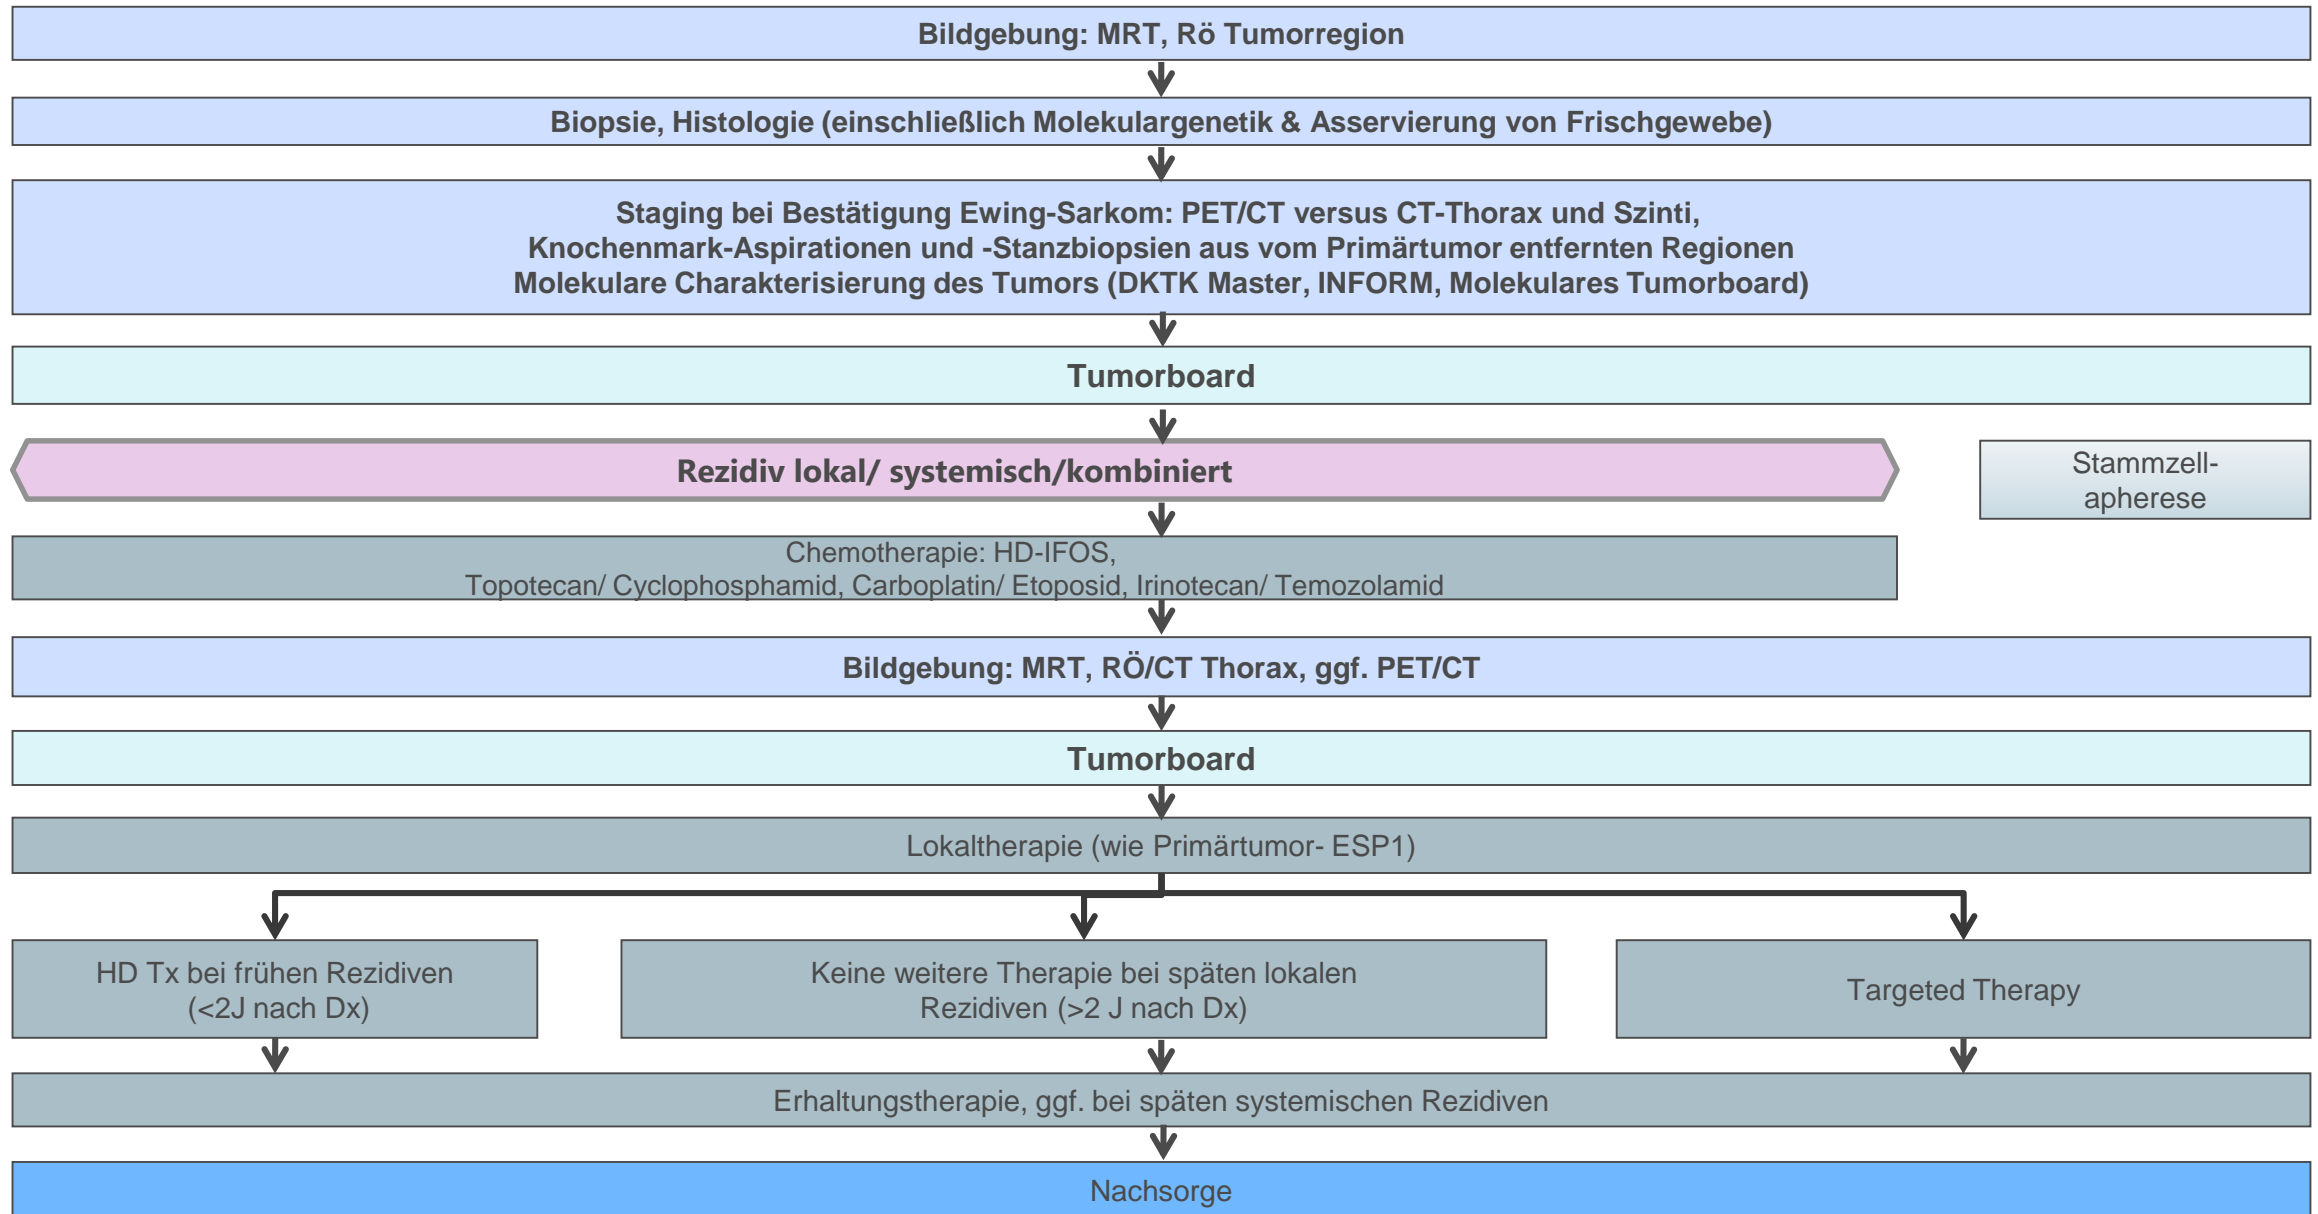 Bildgebung: MRT, Rö Tumorregion
Biopsie, Histologie (einschließlich Molekulargenetik & Asservierung von Frischgewebe)
Staging bei Bestätigung Ewing-Sarkom: PET/CT versus CT-Thorax und Szinti,
Knochenmark-Aspirationen und -Stanzbiopsien aus vom Primärtumor entfernten Regionen
Molekulare Charakterisierung des Tumors (DKTK Master, INFORM, Molekulares Tumorboard)
Tumorboard
Rezidiv lokal/ systemisch/kombiniert
Stammzell-
apherese
Chemotherapie: HD-IFOS,
Topotecan/ Cyclophosphamid, Carboplatin/ Etoposid, Irinotecan/ Temozolamid
Bildgebung: MRT, RÖ/CT Thorax, ggf. PET/CT
Tumorboard
Lokaltherapie (wie Primärtumor- ESP1)
HD Tx bei frühen Rezidiven
(<2J nach Dx)
Keine weitere Therapie bei späten lokalen
Rezidiven (>2 J nach Dx)
Targeted Therapy
Erhaltungstherapie, ggf. bei späten systemischen Rezidiven
Nachsorge